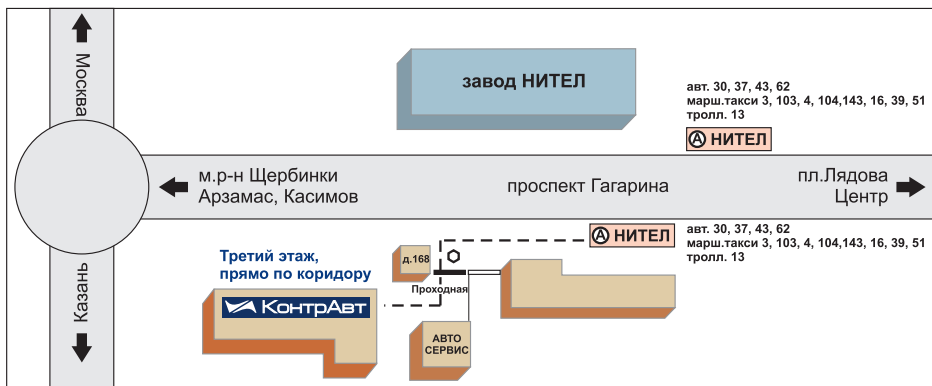 Москва
завод НИТЕЛ
авт. 30, 37, 43, 62
марш.такси 3, 103, 4, 104,143, 16, 39, 51
тролл. 13
А НИТЕЛ
м.р-н Щербинки
Арзамас, Касимов
проспект Гагарина
пл.Лядова
Центр
А НИТЕЛ
авт. 30, 37, 43, 62
марш.такси 3, 103, 4, 104,143, 16, 39, 51
тролл. 13
Третий этаж,
прямо по коридору
д.168
Проходная
КонтрАвт
Казань
АВТО
СЕРВИС